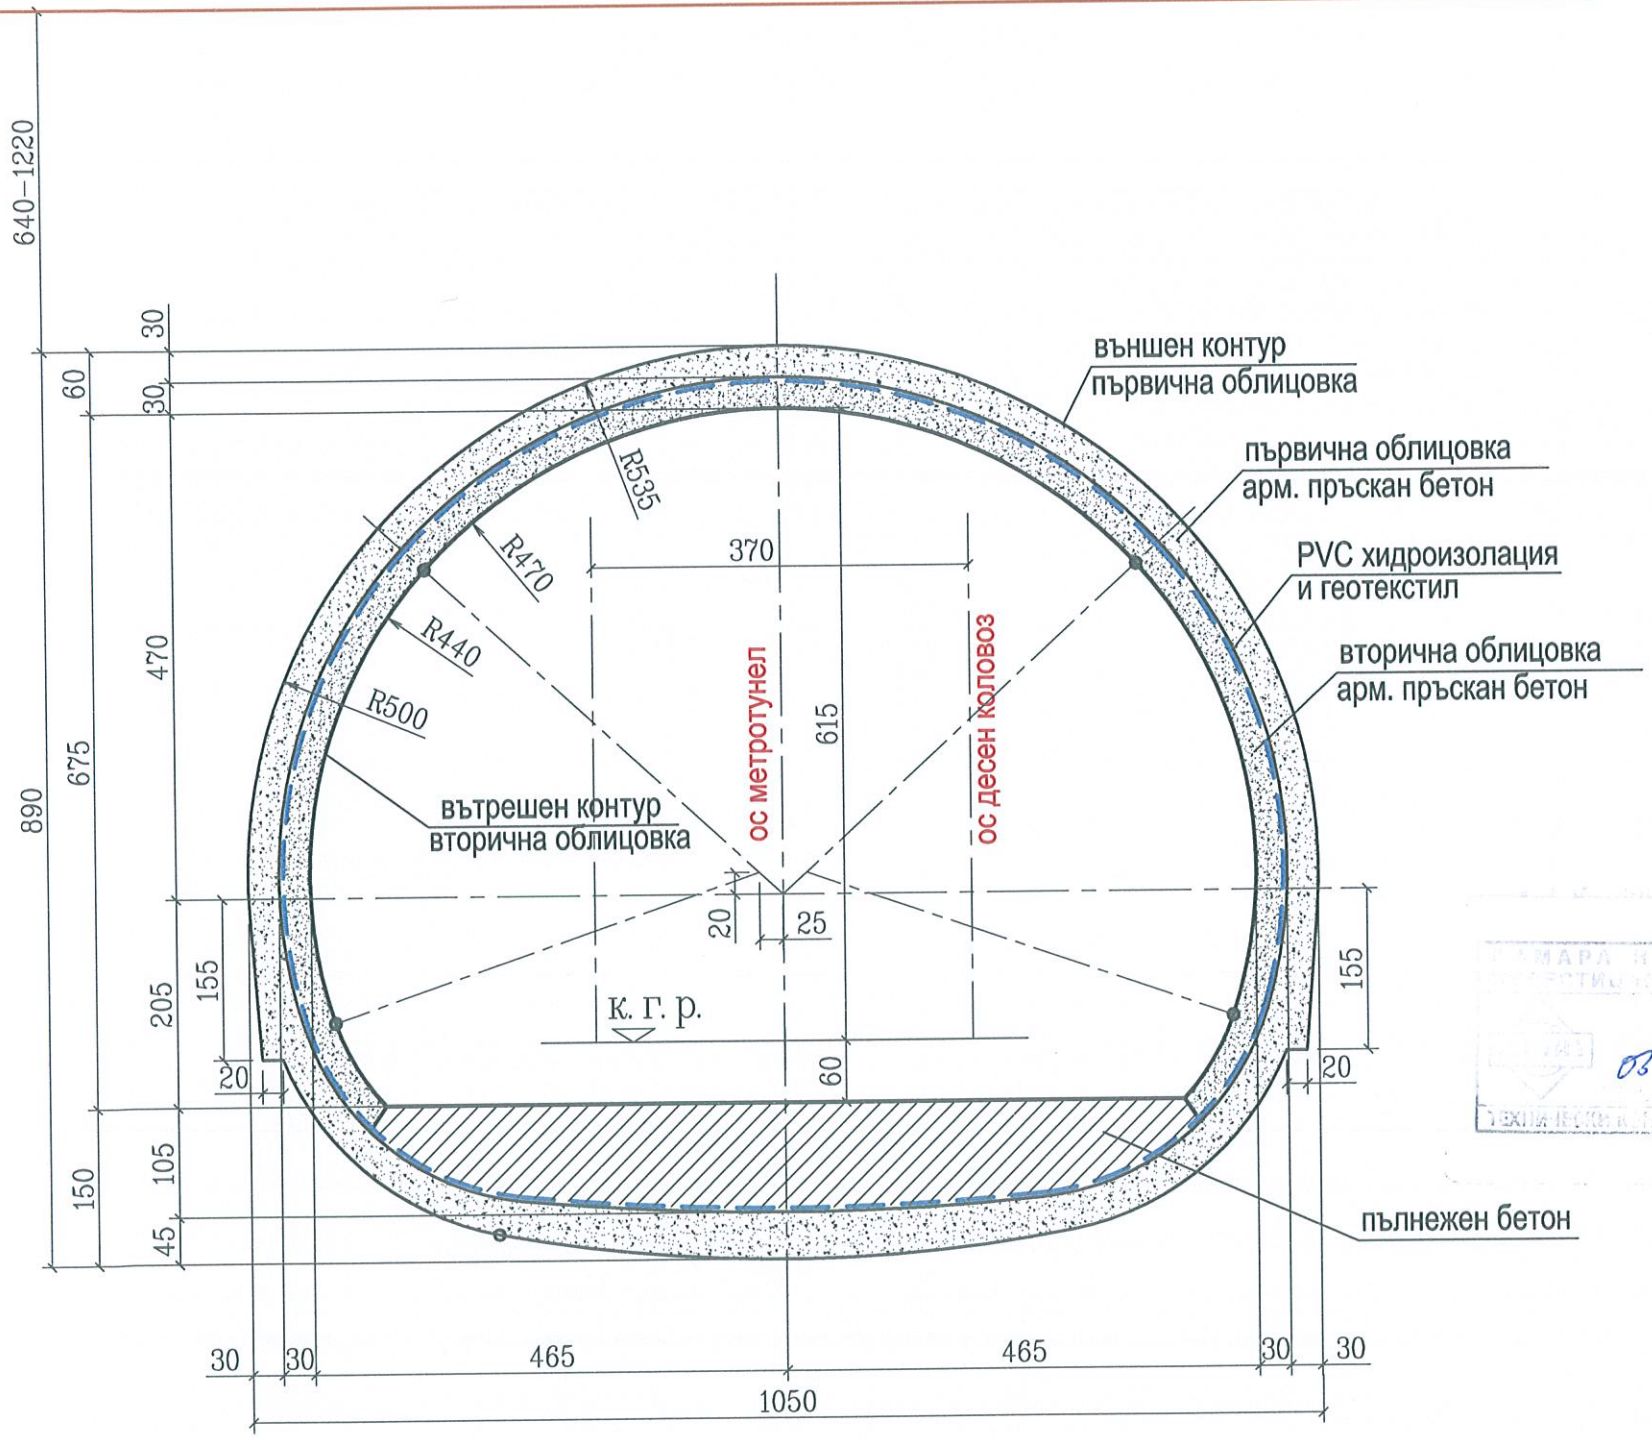 640–1220
30
60
30
външен контур
първична облицовка
първична облицовка
арм. пръскан бетон
R535
R470
370
PVC хидроизолация
и геотекстил
R440
R500
470
675
890
ос метротунел
615
ос десен коловоз
вторична облицовка
арм. пръскан бетон
вътрешен контур
вторична облицовка
20
25
155
205
к. г. р.
155
60
20
20
150
105
45
пълнежен бетон
30
30
465
465
30
30
1050